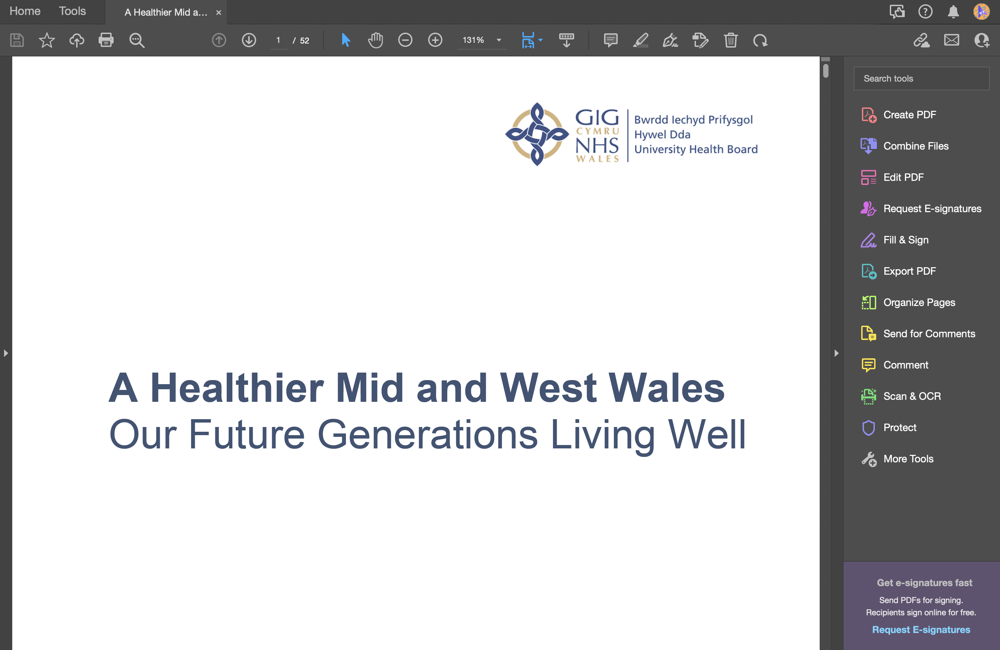 Home Tools A Healthier Mid a... ×
1 / 52 131%
GIG
CYMRU
NHS
WALES
Bwrdd Iechyd Prifysgol
Hywel Dda
University Health Board
A Healthier Mid and West Wales
Our Future Generations Living Well
Search tools
Create PDF
Combine Files
Edit PDF
Request E-signatures
Fill & Sign
Export PDF
Organize Pages
Send for Comments
Comment
Scan & OCR
Protect
More Tools
Get e-signatures fast
Send PDFs for signing.
Recipients sign online for free.
Request E-signatures